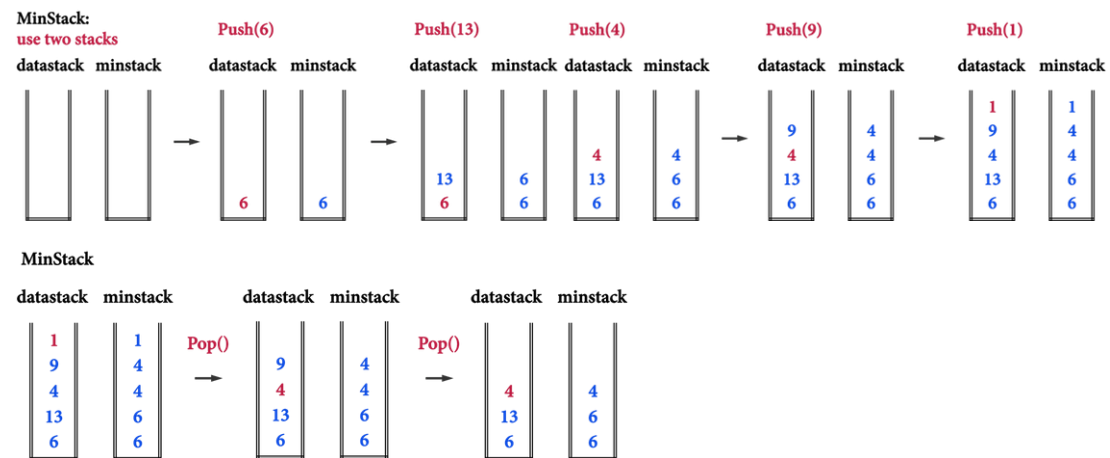 MinStack:
use two stacks
Push(6)
Push(13)
Push(4)
Push(9)
Push(1)
datastack minstack
datastack minstack
datastack minstack
datastack minstack
datastack minstack
datastack minstack
1 1
9 4
9 4
4 4
4 4
4 4
13 6
13 6
13 6
13 6
6 6
6 6
6 6
6 6
6 6
MinStack
datastack minstack
datastack minstack
datastack minstack
1 1
Pop()
Pop()
9 4
9 4
4 4
4 4
4 4
13 6
13 6
13 6
6 6
6 6
6 6